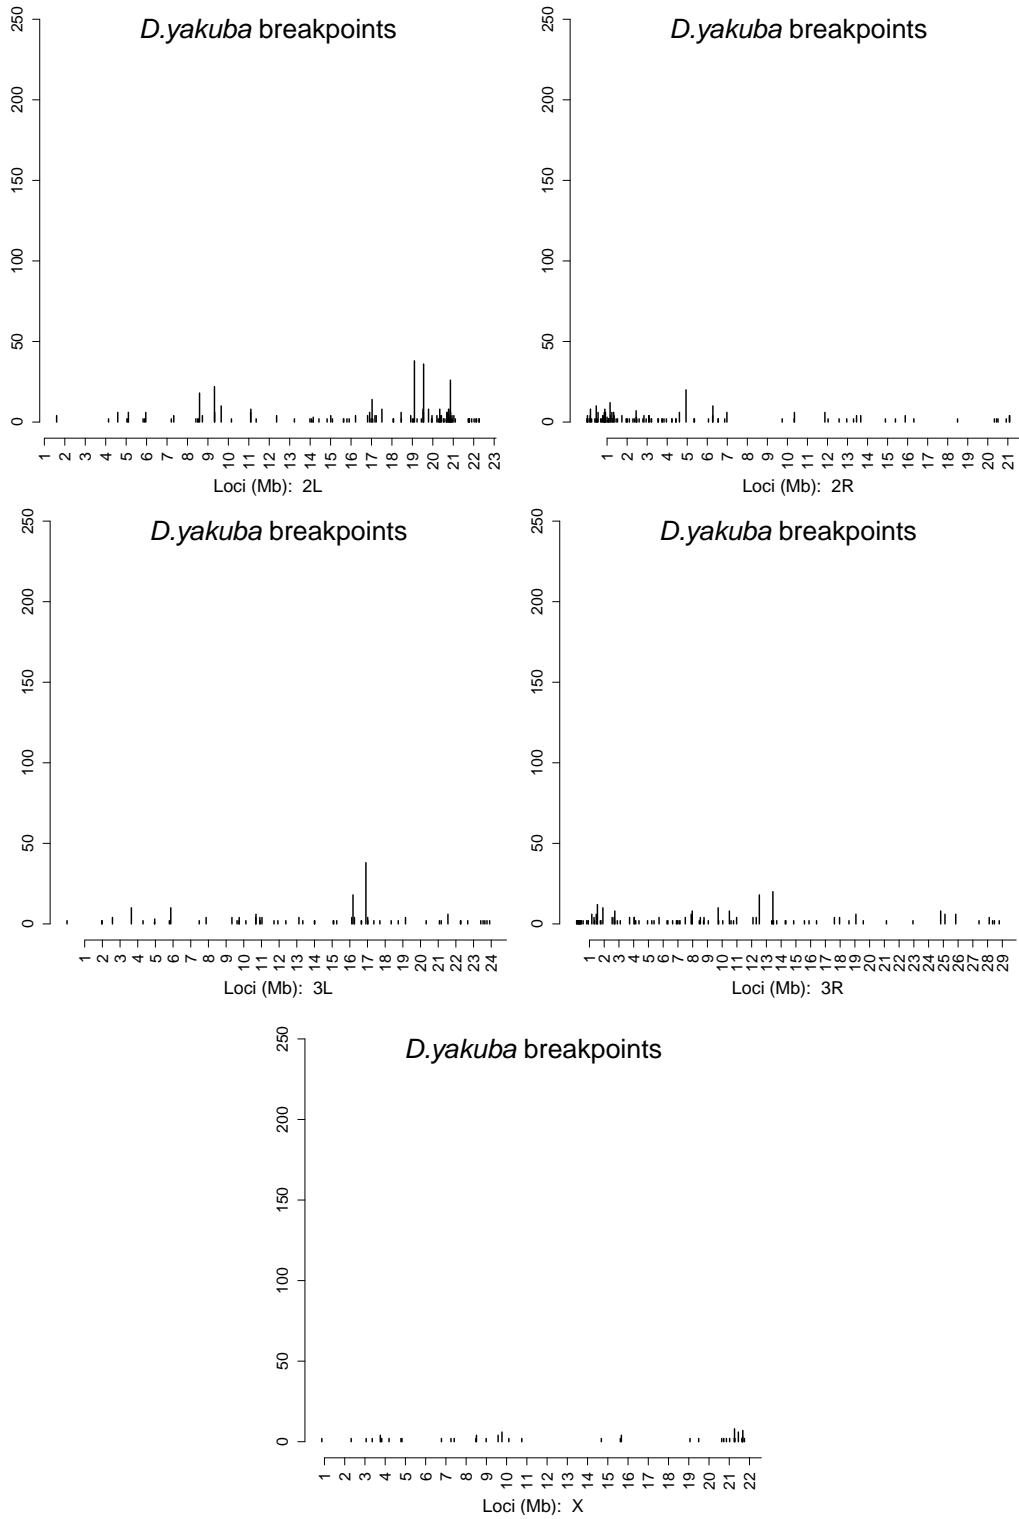 D.yakuba breakpoints
250
200
150
100
50
0
1 2 3 4 5 6 7 8 9 10 11 12 13 14 15 16 17 18 19 20 21 22 23
Loci (Mb): 2L
D.yakuba breakpoints
250
200
150
100
50
0
1 2 3 4 5 6 7 8 9 10 11 12 13 14 15 16 17 18 19 20 21
Loci (Mb): 2R
D.yakuba breakpoints
250
200
150
100
50
0
1 2 3 4 5 6 7 8 9 10 11 12 13 14 15 16 17 18 19 20 21 22 23 24
Loci (Mb): 3L
D.yakuba breakpoints
250
200
150
100
50
0
1 2 3 4 5 6 7 8 9 10 11 12 13 14 15 16 17 18 19 20 21 22 23 24 25 26 27 28 29
Loci (Mb): 3R
D.yakuba breakpoints
250
200
150
100
50
0
1 2 3 4 5 6 7 8 9 10 11 12 13 14 15 16 17 18 19 20 21 22
Loci (Mb): X